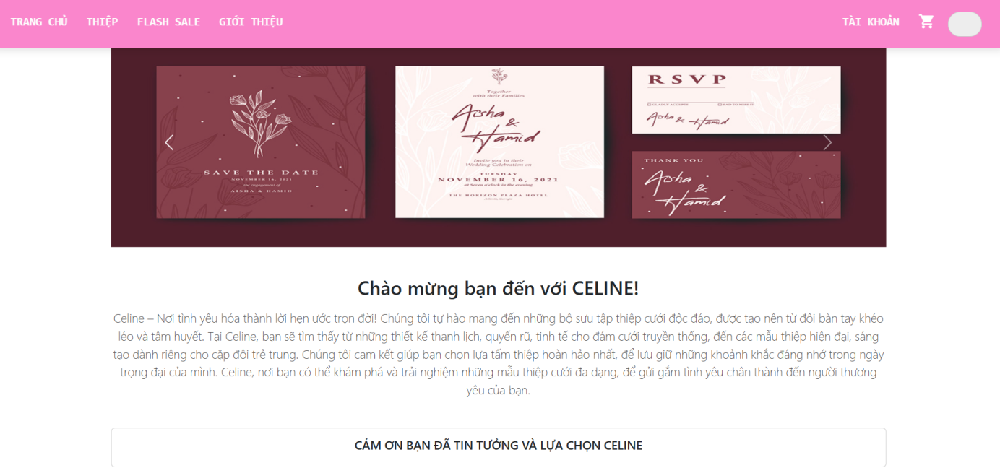 TRANG CHỦ THIỆP FLASH SALE GIỚI THIỆU TÀI KHOẢN
SAVE THE DATE
NOVEMBER 16, 2021
the engagement of
AISHA & HAMID
Together
with their Families
Aisha
&
Hamid
Invite you in their
Wedding Celebration on
TUESDAY
NOVEMBER 16, 2021
at Seven o'clock in the evening
THE HORIZON PLAZA HOTEL
Athens, Georgia
RSVP
GLADLY ACCEPTS SAD TO MISS IT
Aisha & Hamid
THANK YOU
Aisha
&
Hamid
Chào mừng bạn đến với CELINE!
Celine – Nơi tình yêu hóa thành lời hẹn ước trọn đời! Chúng tôi tự hào mang đến những bộ sưu tập thiệp cưới độc đáo, được tạo nên từ đôi bàn tay khéo
léo và tâm huyết. Tại Celine, bạn sẽ tìm thấy từ những thiết kế thanh lịch, quyến rũ, tinh tế cho đám cưới truyền thống, đến các mẫu thiệp hiện đại, sáng
tạo dành riêng cho cặp đôi trẻ trung. Chúng tôi cam kết giúp bạn chọn lựa tấm thiệp hoàn hảo nhất, để lưu giữ những khoảnh khắc đáng nhớ trong ngày
trọng đại của mình. Celine, nơi bạn có thể khám phá và trải nghiệm những mẫu thiệp cưới đa dạng, để gửi gắm tình yêu chân thành đến người thương
yêu của bạn.
CẢM ƠN BẠN ĐÃ TIN TƯỞNG VÀ LỰA CHỌN CELINE